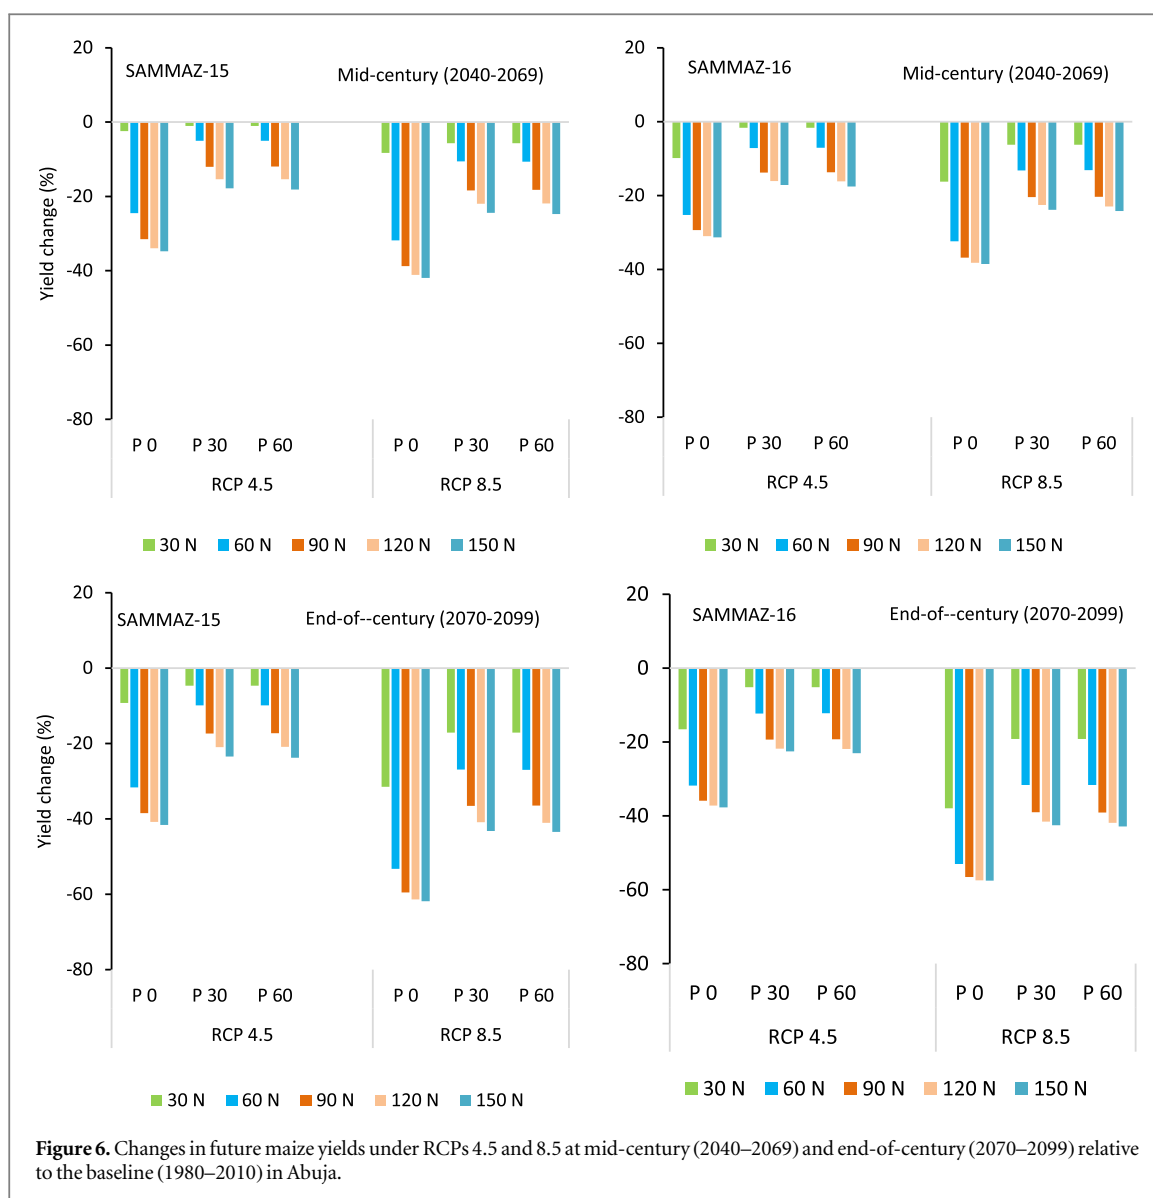 SAMMAZ-15 Mid-century (2040-2069)
Yield change (%)
20
0
-20
-40
-60
-80
P 0 P 30 P 60 P 0 P 30 P 60
RCP 4.5 RCP 8.5
30 N 60 N 90 N 120 N 150 N
SAMMAZ-16 Mid-century (2040-2069)
20
0
-20
-40
-60
-80
P 0 P 30 P 60 P 0 P 30 P 60
RCP 4.5 RCP 8.5
30 N 60 N 90 N 120 N 150 N
SAMMAZ-15 End-of--century (2070-2099)
Yield change (%)
20
0
-20
-40
-60
-80
P 0 P 30 P 60 P 0 P 30 P 60
RCP 4.5 RCP 8.5
30 N 60 N 90 N 120 N 150 N
SAMMAZ-16 End-of--century (2070-2099)
20
0
-20
-40
-60
-80
P 0 P 30 P 60 P 0 P 30 P 60
RCP 4.5 RCP 8.5
30 N 60 N 90 N 120 N 150 N
Figure 6. Changes in future maize yields under RCPs 4.5 and 8.5 at mid-century (2040–2069) and end-of-century (2070–2099) relative
to the baseline (1980–2010) in Abuja.